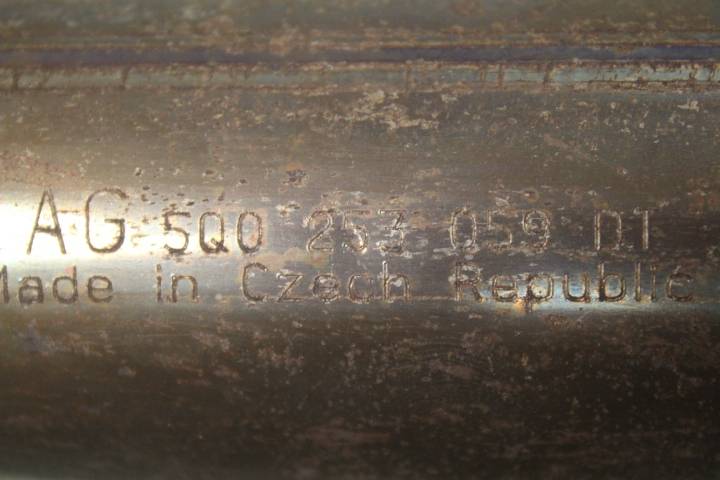 AG 5Q0 253 059 DT
Made in Czech Republic